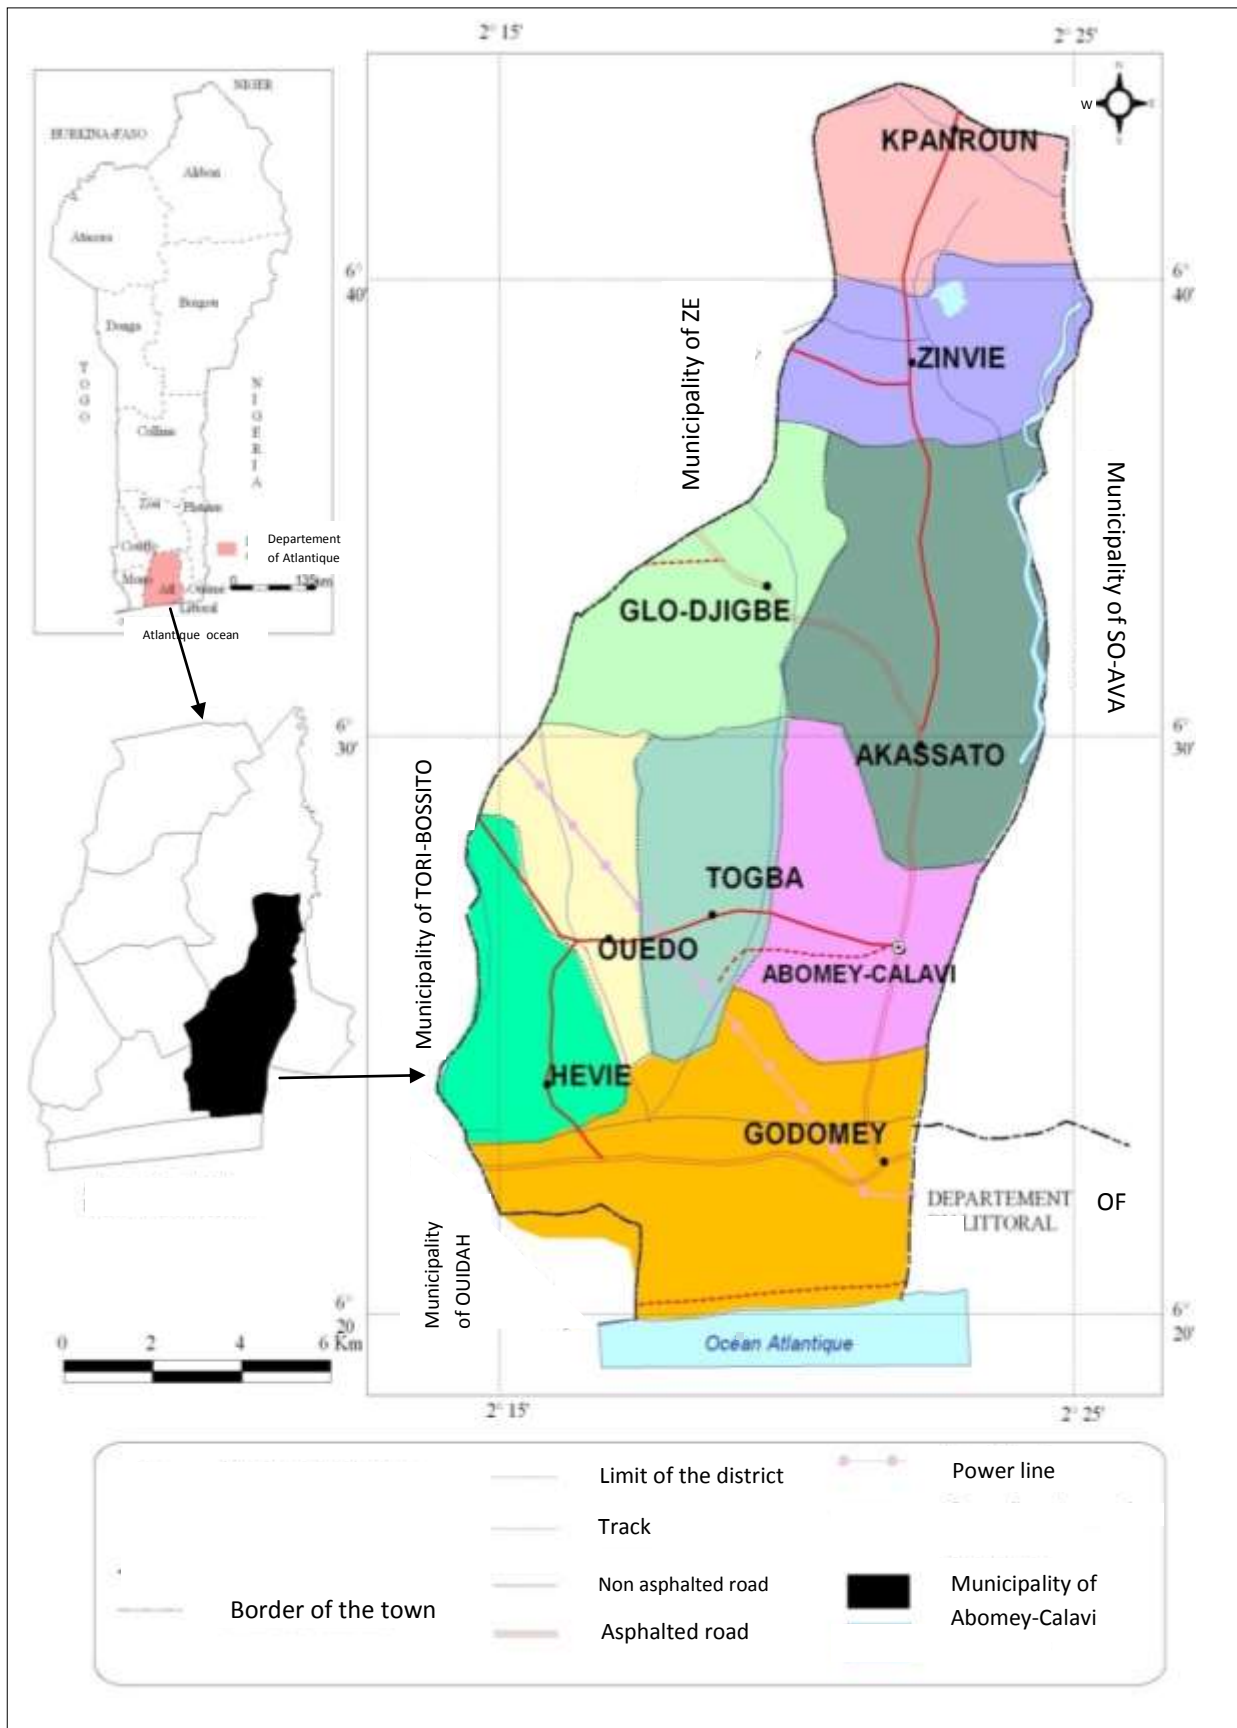 2° 15'
2° 25'
NIGER
BURKINA-FASO
Alibori
Atacora
Borgou
Donga
TOGO
NIGERIA
Collines
Zou
Plateau
Couffo
Mono
Atl
Oueme
Littoral
Departement
of Atlantique
0
135km
Atlantique ocean
W
N
KPANROUN
6°
40'
6°
40'
Municipality of ZE
ZINVIE
Municipality of SO-AVA
GLO-DJIGBE
6°
30'
6°
30'
AKASSATO
Municipality of TORI-BOSSITO
TOGBA
OUEDO
ABOMEY-CALAVI
HEVIE
GODOMEY
DEPARTEMENT OF
LITTORAL
Municipality
of OUIDAH
6°
20'
6°
20'
0 2 4 6 Km
Océan Atlantique
2° 15'
2° 25'
Limit of the district
Power line
Track
Non asphalted road
Municipality of
Abomey-Calavi
Border of the town
Asphalted road